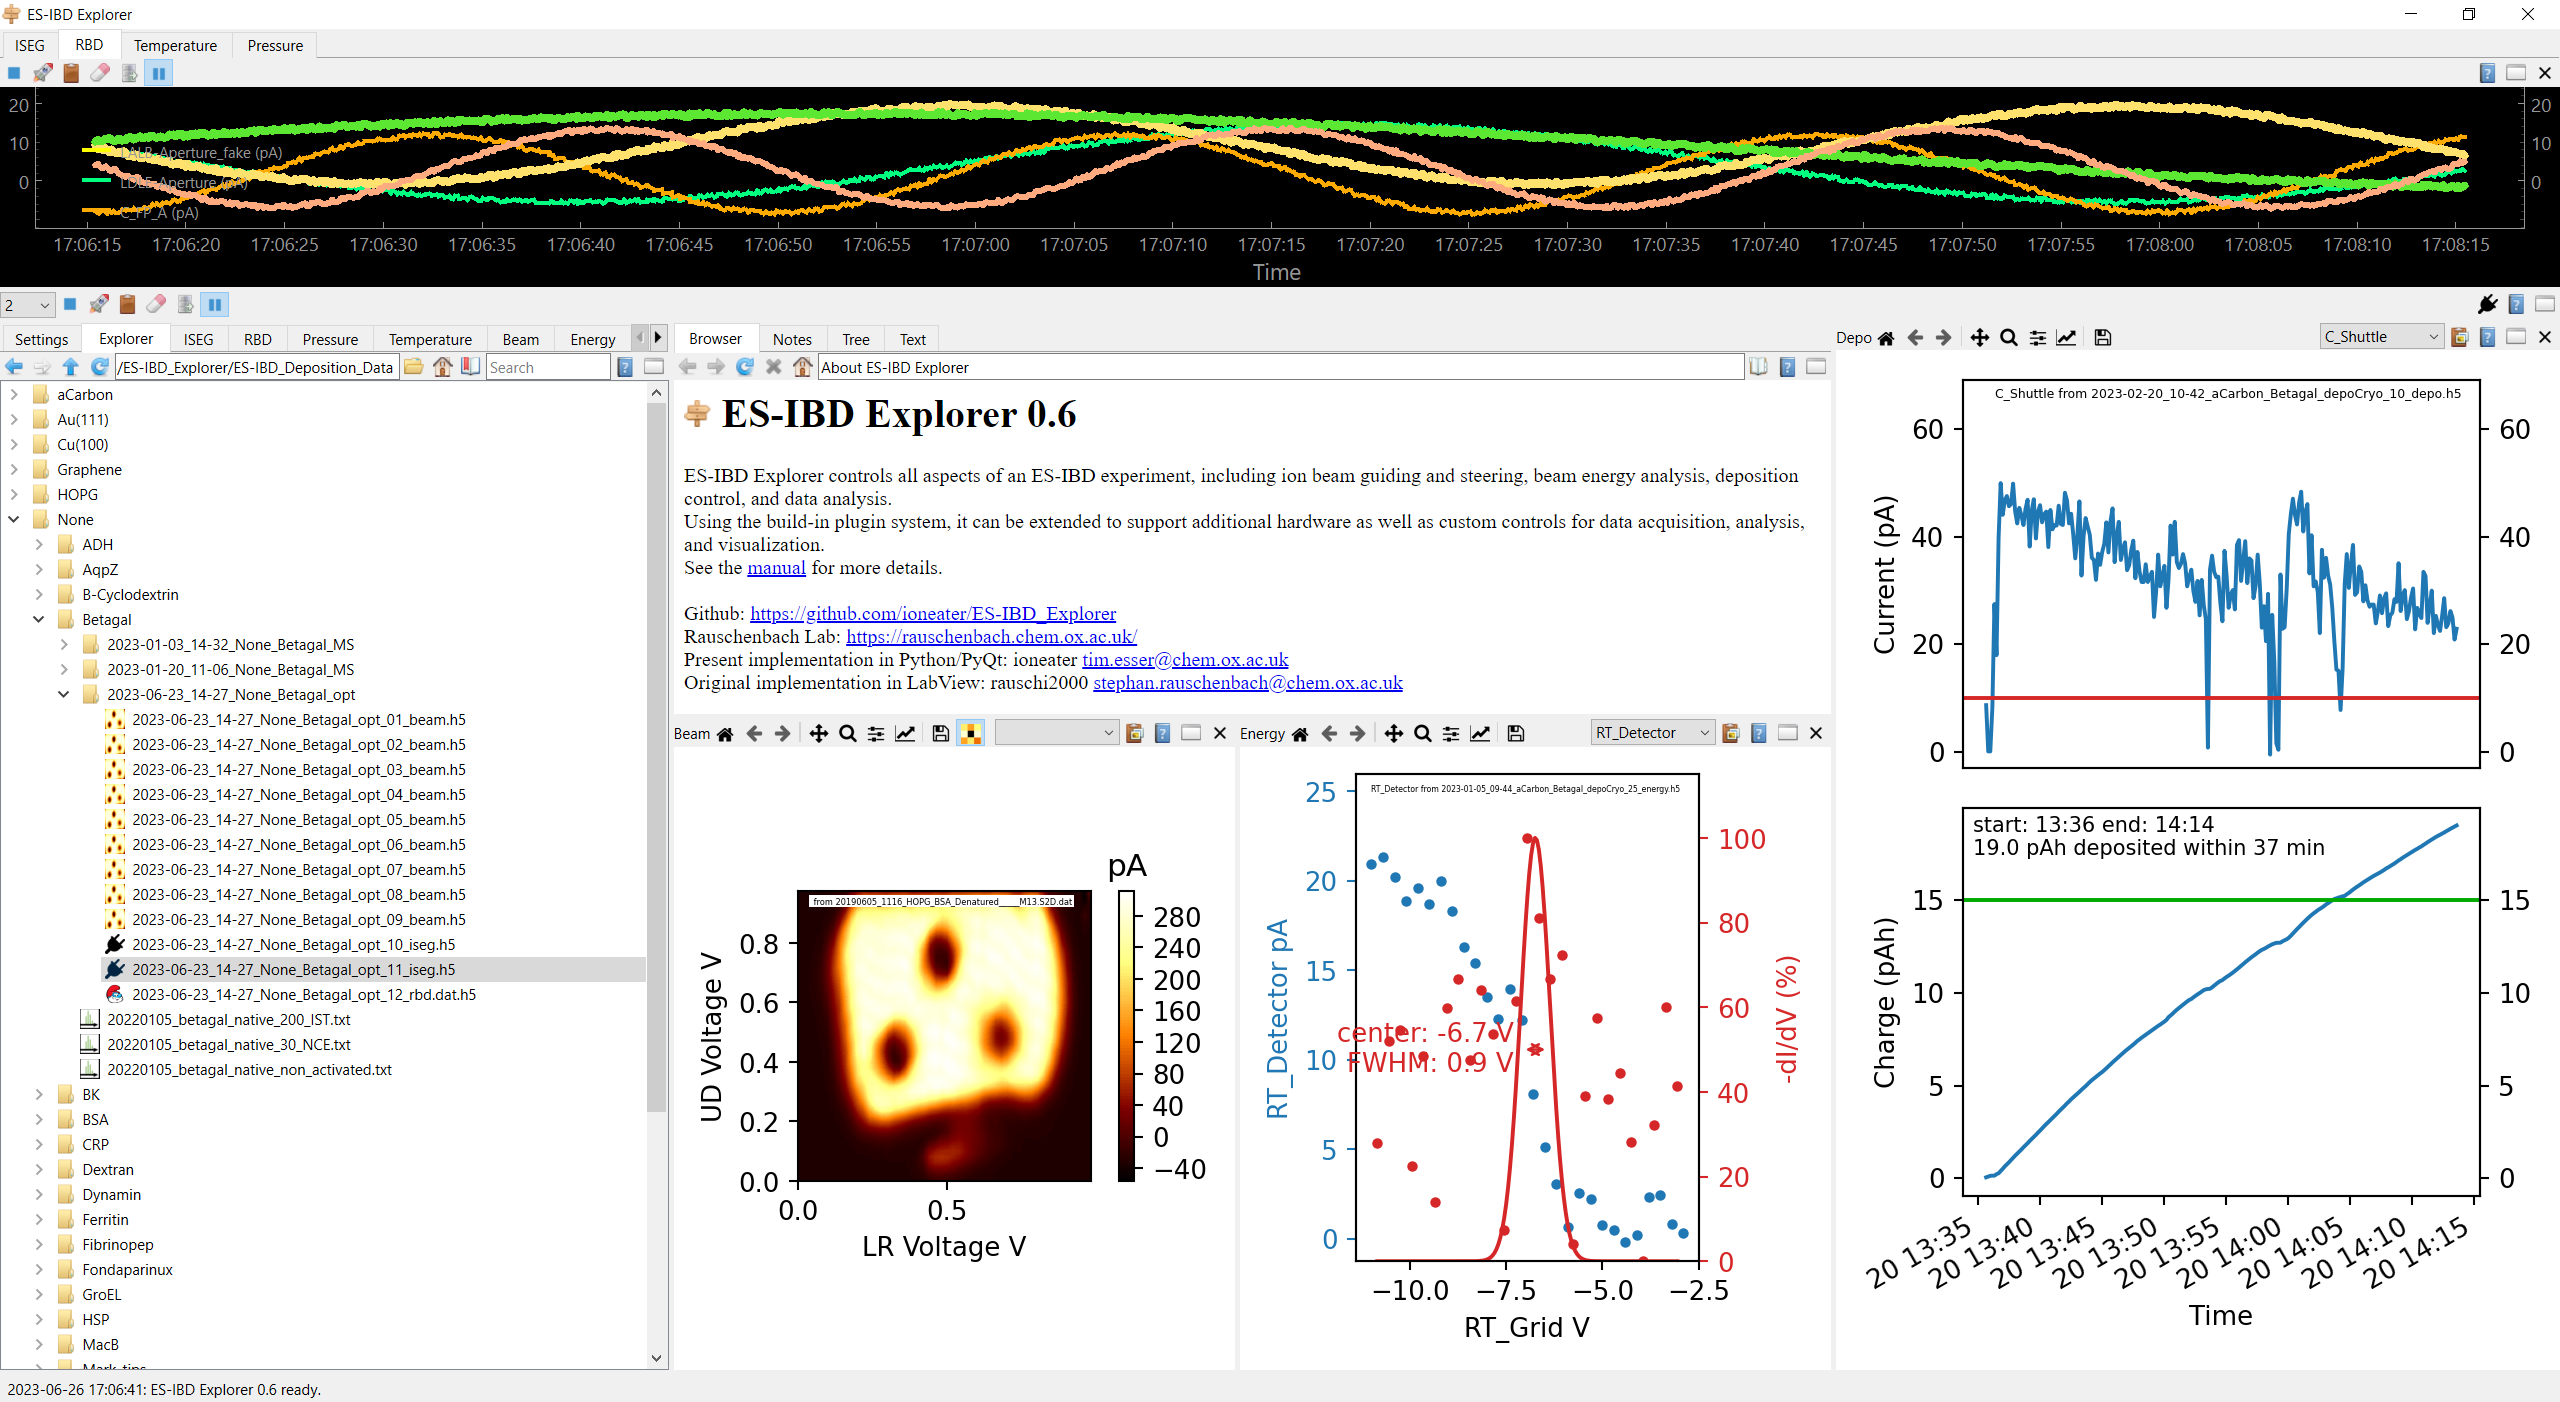 ES-IBD Explorer
ISEG RBD Temperature Pressure
20 20
10 10
0 0
LALB-Aperture_fake (pA)
LDLE-Aperture (pA)
C_FP_A (pA)
17:06:15 17:06:20 17:06:25 17:06:30 17:06:35 17:06:40 17:06:45 17:06:50 17:06:55 17:07:00 17:07:05 17:07:10 17:07:15 17:07:20 17:07:25 17:07:30 17:07:35 17:07:40 17:07:45 17:07:50 17:07:55 17:08:00 17:08:05 17:08:10 17:08:15
Time
2
Settings Explorer ISEG RBD Pressure Temperature Beam Energy
/ES-IBD_Explorer/ES-IBD_Deposition_Data Search
aCarbon
Au(111)
Cu(100)
Graphene
HOPG
None
ADH
AqpZ
B-Cyclodextrin
Betagal
2023-01-03_14-32_None_Betagal_MS
2023-01-20_11-06_None_Betagal_MS
2023-06-23_14-27_None_Betagal_opt
2023-06-23_14-27_None_Betagal_opt_01_beam.h5
2023-06-23_14-27_None_Betagal_opt_02_beam.h5
2023-06-23_14-27_None_Betagal_opt_03_beam.h5
2023-06-23_14-27_None_Betagal_opt_04_beam.h5
2023-06-23_14-27_None_Betagal_opt_05_beam.h5
2023-06-23_14-27_None_Betagal_opt_06_beam.h5
2023-06-23_14-27_None_Betagal_opt_07_beam.h5
2023-06-23_14-27_None_Betagal_opt_08_beam.h5
2023-06-23_14-27_None_Betagal_opt_09_beam.h5
2023-06-23_14-27_None_Betagal_opt_10_iseg.h5
2023-06-23_14-27_None_Betagal_opt_11_iseg.h5
2023-06-23_14-27_None_Betagal_opt_12_rbd.dat.h5
20220105_betagal_native_200_IST.txt
20220105_betagal_native_30_NCE.txt
20220105_betagal_native_non_activated.txt
BK
BSA
CRP
Dextran
Dynamin
Ferritin
Fibrinopep
Fondaparinux
GroEL
HSP
MacB
Mark-tips
Browser Notes Tree Text
About ES-IBD Explorer
ES-IBD Explorer 0.6
ES-IBD Explorer controls all aspects of an ES-IBD experiment, including ion beam guiding and steering, beam energy analysis, deposition
control, and data analysis.
Using the build-in plugin system, it can be extended to support additional hardware as well as custom controls for data acquisition, analysis,
and visualization.
See the manual for more details.
Github: https://github.com/ioneater/ES-IBD_Explorer
Rauschenbach Lab: https://rauschenbach.chem.ox.ac.uk/
Present implementation in Python/PyQt: ioneater tim.esser@chem.ox.ac.uk
Original implementation in LabView: rauschi2000 stephan.rauschenbach@chem.ox.ac.uk
Beam
pA
from 20190605_1116_HOPG_BSA_Denatured_____M13.S2D.dat
UD Voltage V
0.8
0.6
0.4
0.2
0.0
0.0 0.5
LR Voltage V
280
240
200
160
120
80
40
0
−40
Energy RT_Detector
RT_Detector from 2023-01-05_09-44_aCarbon_Betagal_depoCryo_25_energy.h5
RT_Detector pA
25
20
15
10
5
0
center: -6.7 V
FWHM: 0.9 V
100
80
60
40
20
0
-dI/dV (%)
−10.0 −7.5 −5.0 −2.5
RT_Grid V
Depo C_Shuttle
C_Shuttle from 2023-02-20_10-42_aCarbon_Betagal_depoCryo_10_depo.h5
Current (pA)
60 60
40 40
20 20
0 0
start: 13:36 end: 14:14
19.0 pAh deposited within 37 min
Charge (pAh)
15 15
10 10
5 5
0 0
20 13:35 20 13:40 20 13:45 20 13:50 20 13:55 20 14:00 20 14:05 20 14:10 20 14:15
Time
2023-06-26 17:06:41: ES-IBD Explorer 0.6 ready.